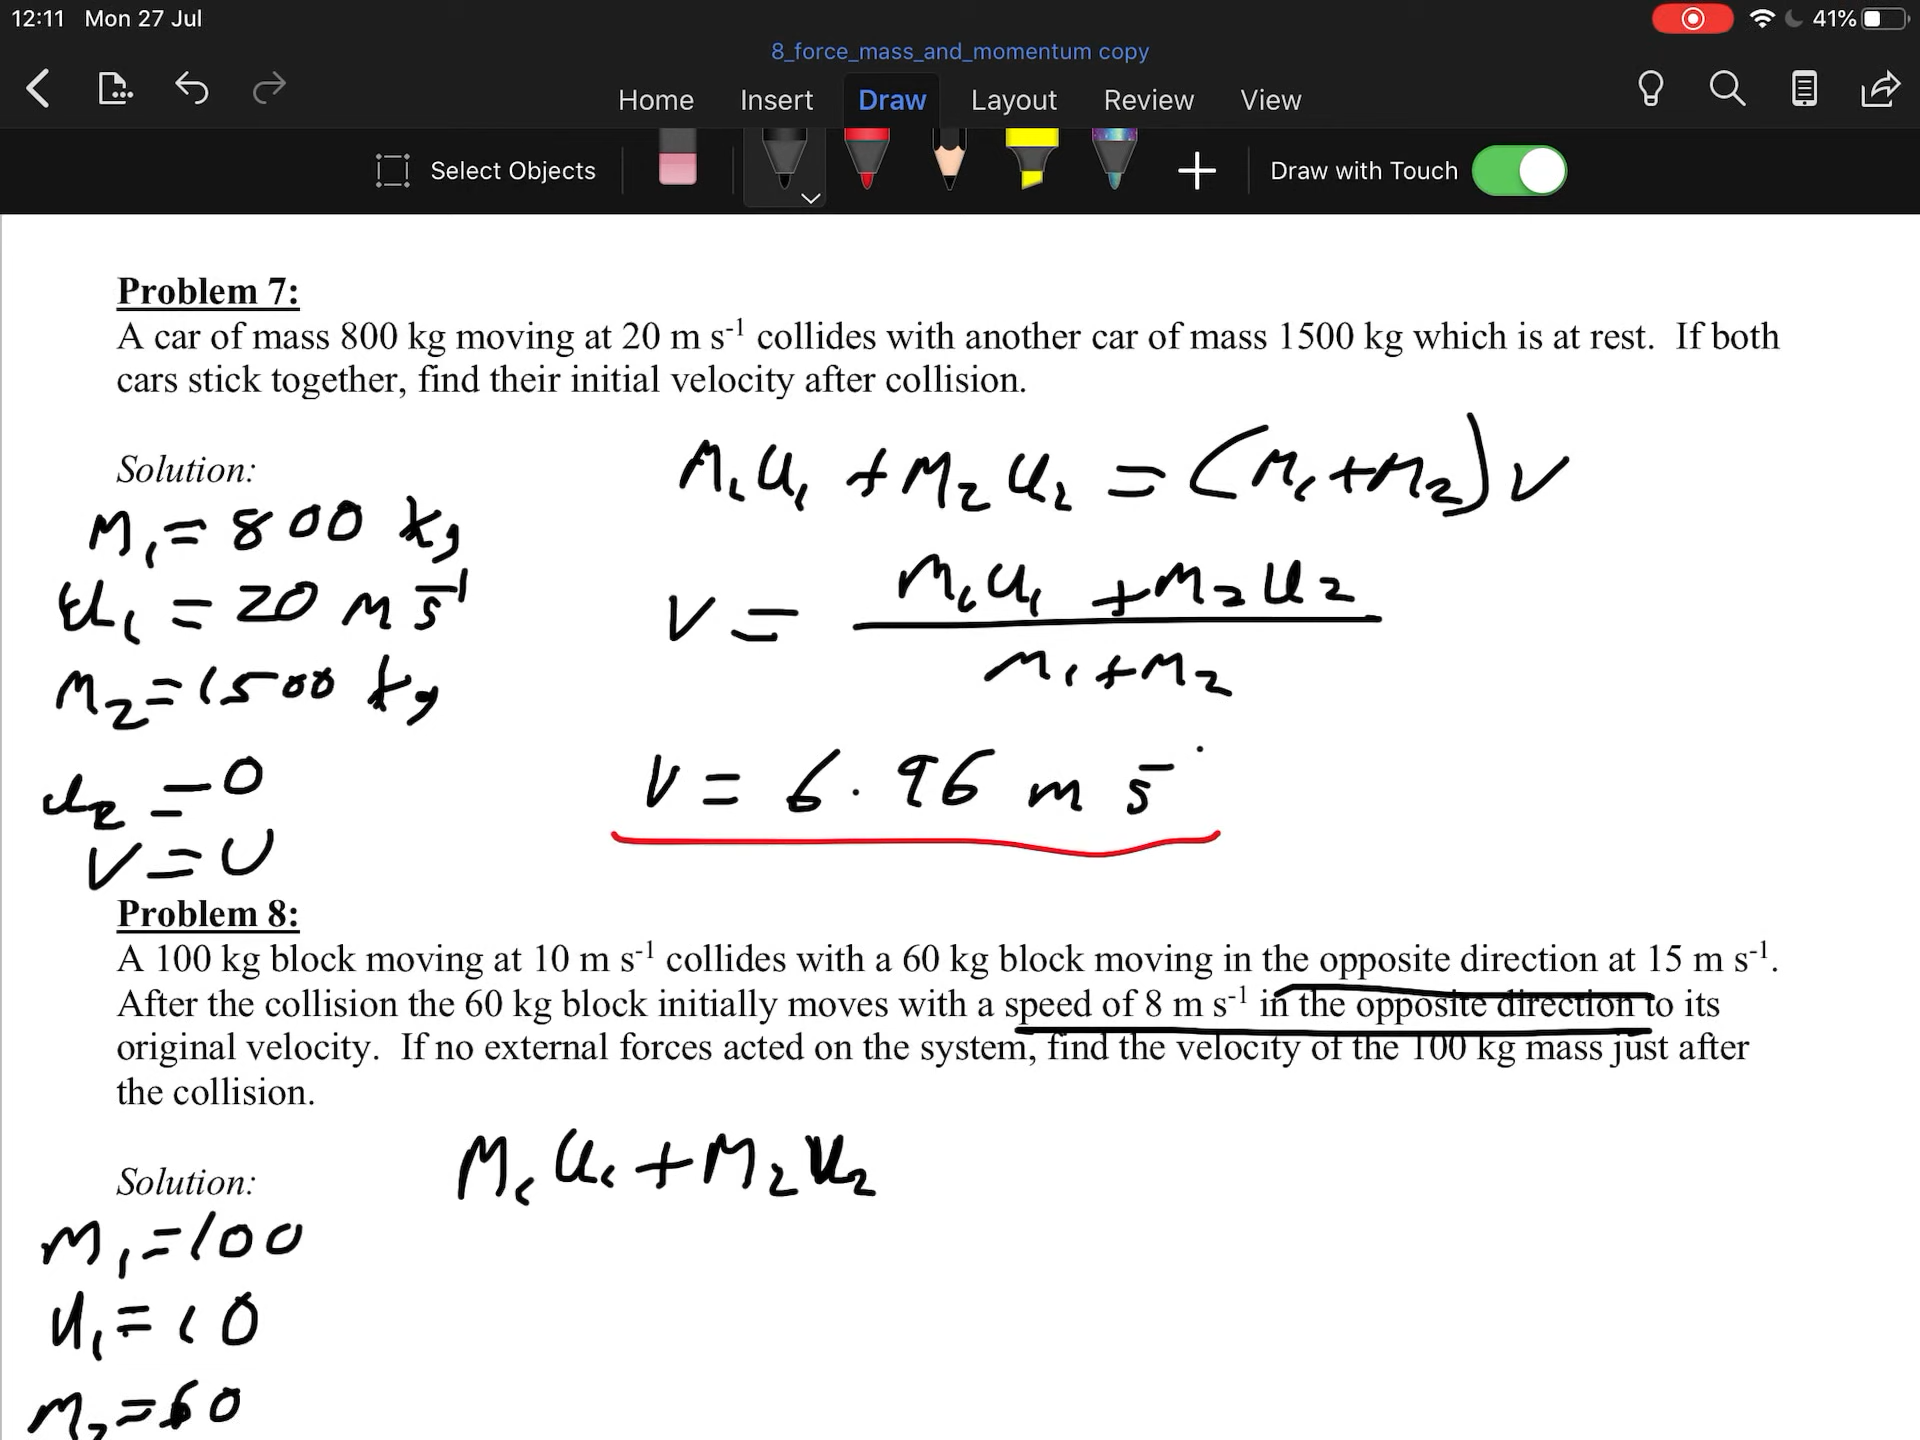 12:11 Mon 27 Jul
41%
8_force_mass_and_momentum copy
Home Insert Draw Layout Review View
Select Objects
Draw with Touch
Problem 7:
A car of mass 800 kg moving at 20 m s⁻¹ collides with another car of mass 1500 kg which is at rest. If both
cars stick together, find their initial velocity after collision.
Solution:
M₁U₁ + M₂U₂ = (M₁+M₂)V
M₁ = 800 kg
U₁ = 20 m s⁻¹
V = (M₁U₁ + M₂U₂) / (M₁+M₂)
M₂ = 1500 kg
U₂ = 0
V = 6.96 m s⁻
V = U
Problem 8:
A 100 kg block moving at 10 m s⁻¹ collides with a 60 kg block moving in the opposite direction at 15 m s⁻¹.
After the collision the 60 kg block initially moves with a speed of 8 m s⁻¹ in the opposite direction to its
original velocity. If no external forces acted on the system, find the velocity of the 100 kg mass just after
the collision.
Solution:
M₁U₁ + M₂U₂
M₁ = 100
U₁ = 10
M₂ = 60